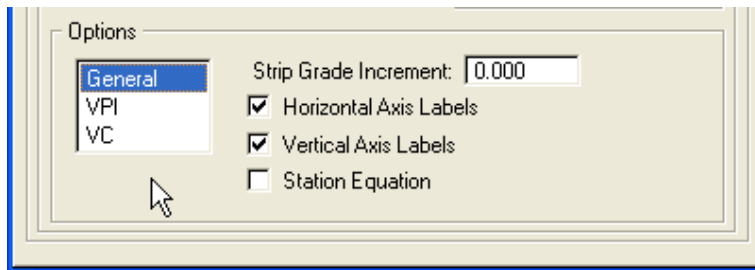 Options
General
VPI
VC
Strip Grade Increment: 0.000
Horizontal Axis Labels
Vertical Axis Labels
Station Equation